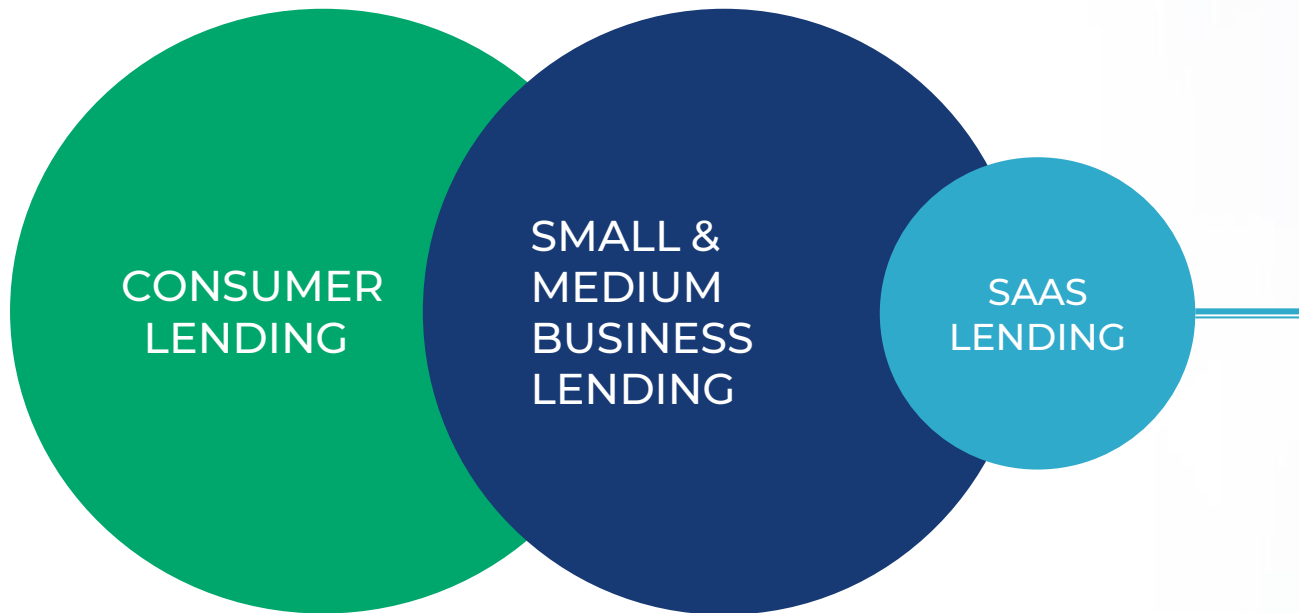 CONSUMER
LENDING
SMALL &
MEDIUM
BUSINESS
LENDING
SAAS
LENDING